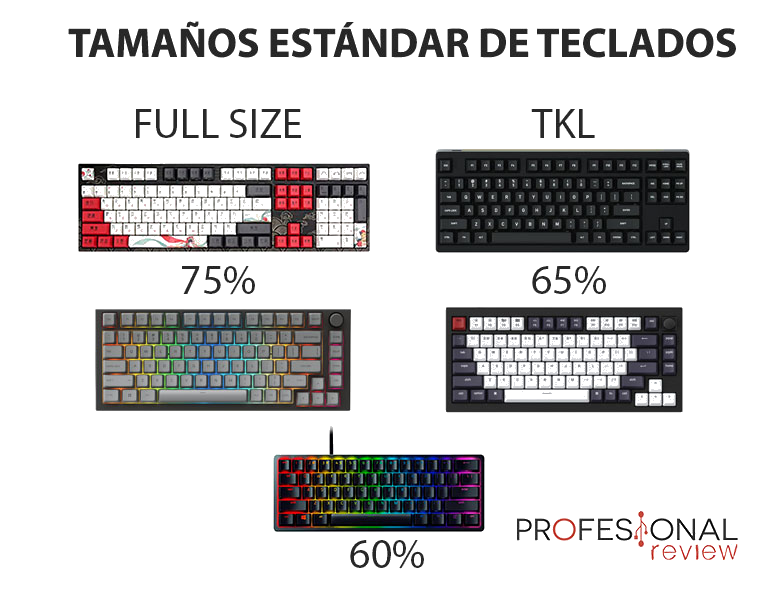 TAMAÑOS ESTÁNDAR DE TECLADOS
FULL SIZE
TKL
75%
65%
60%
PROFESIONAL
review